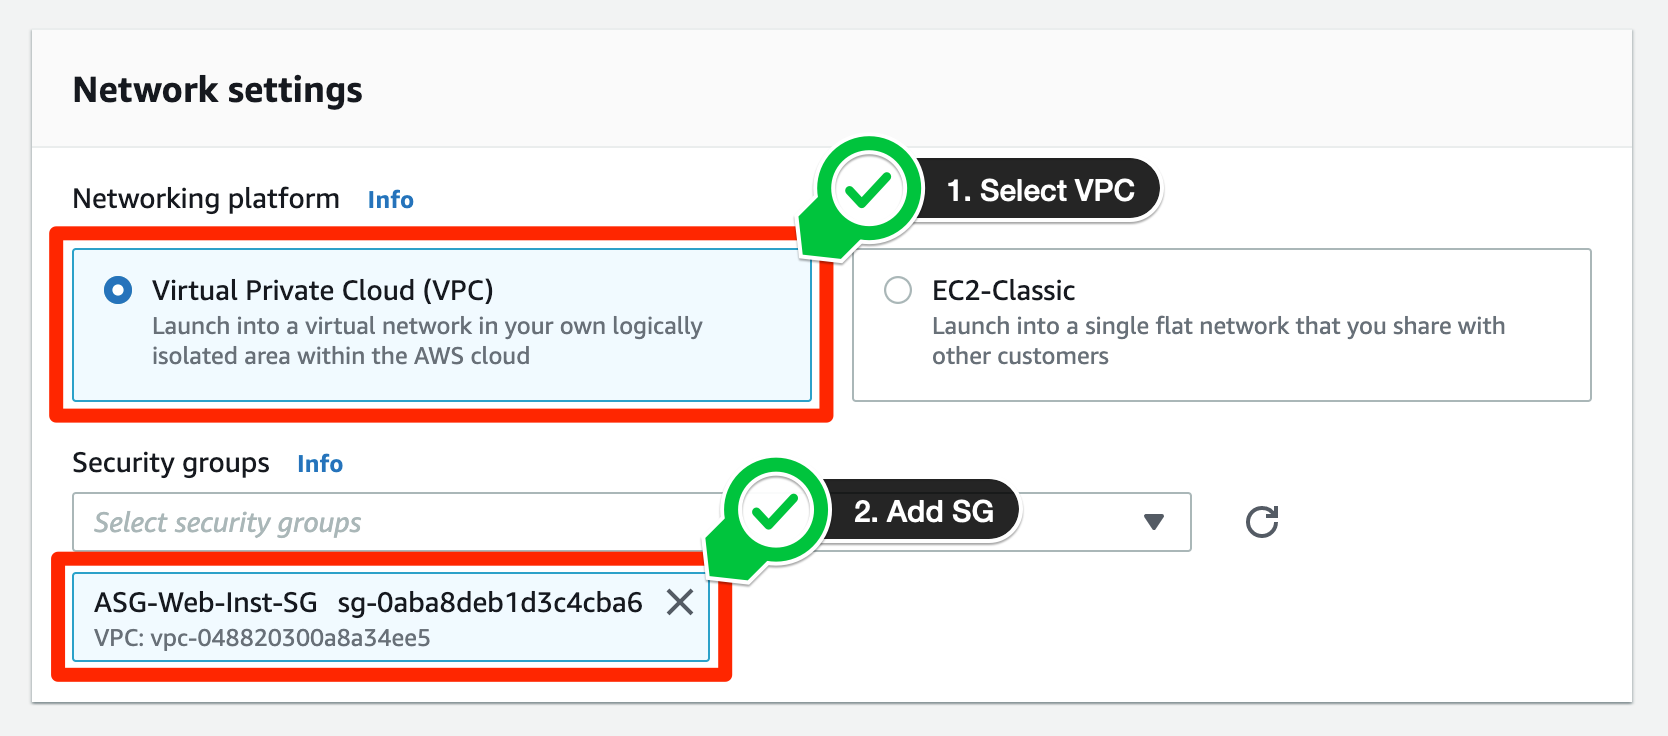 Network settings
Networking platform Info
1. Select VPC
Virtual Private Cloud (VPC)
Launch into a virtual network in your own logically
isolated area within the AWS cloud
EC2-Classic
Launch into a single flat network that you share with
other customers
Security groups Info
Select security groups
2. Add SG
ASG-Web-Inst-SG sg-0aba8deb1d3c4cba6
VPC: vpc-048820300a8a34ee5